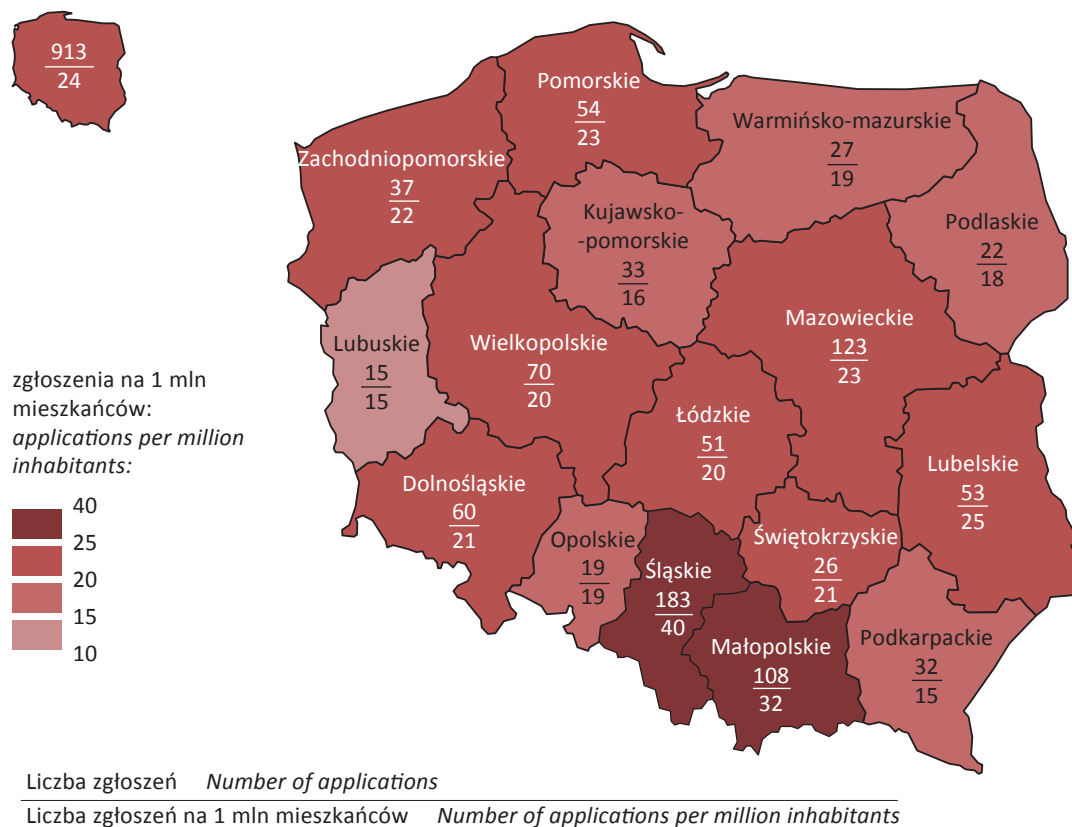 913
24
Pomorskie
54
23
Warmińsko-mazurskie
27
19
Zachodniopomorskie
37
22
Kujawsko-
-pomorskie
33
16
Podlaskie
22
18
Mazowieckie
123
23
Lubuskie
15
15
Wielkopolskie
70
20
Łódzkie
51
20
Lubelskie
53
25
Dolnośląskie
60
21
Opolskie
19
19
Śląskie
183
40
Świętokrzyskie
26
21
Małopolskie
108
32
Podkarpackie
32
15
zgłoszenia na 1 mln
mieszkańców:
applications per million
inhabitants:
40
25
20
15
10
Liczba zgłoszeń Number of applications
Liczba zgłoszeń na 1 mln mieszkańców Number of applications per million inhabitants